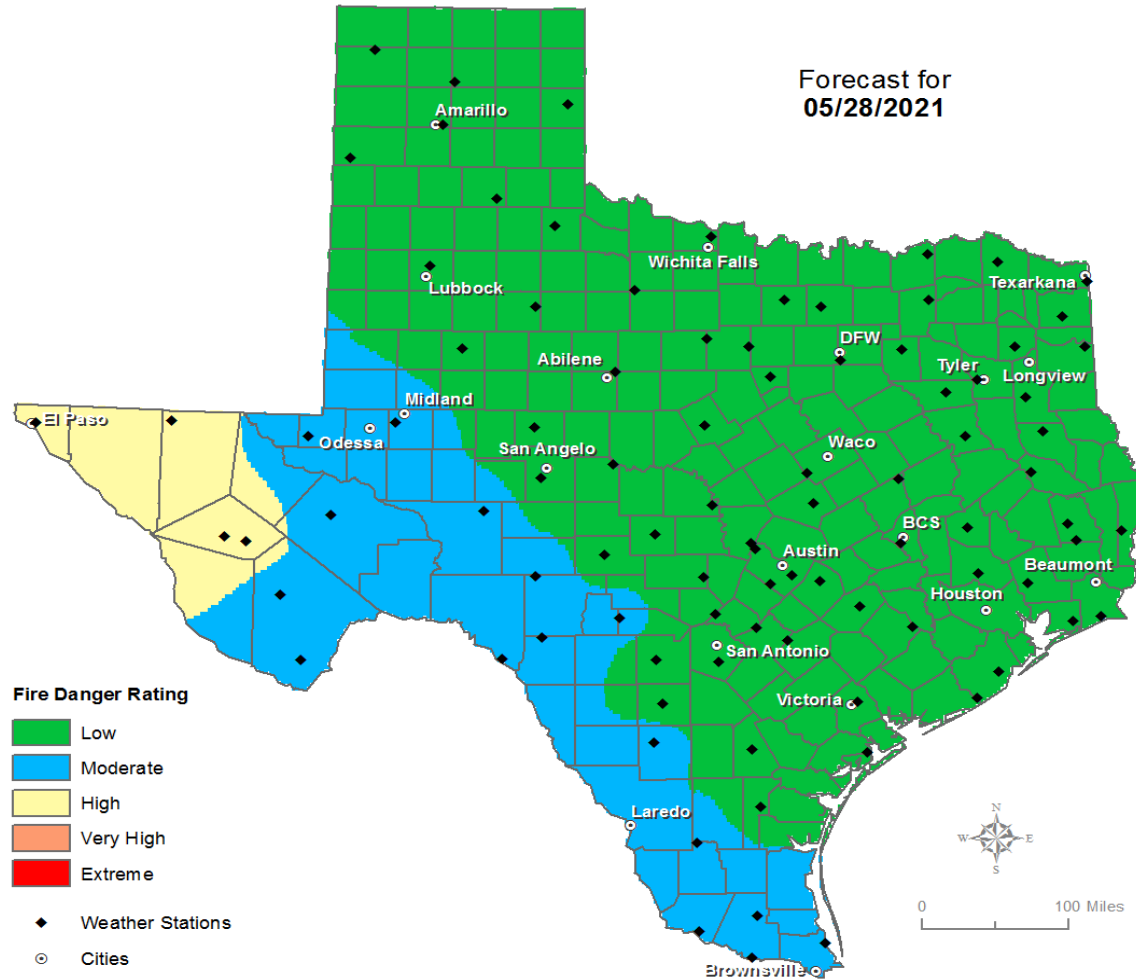 Forecast for
05/28/2021
Amarillo
Wichita Falls
Lubbock
Texarkana
DFW
Abilene
Tyler
Longview
Midland
El Paso
Odessa
San Angelo
Waco
BCS
Austin
Beaumont
Houston
San Antonio
Victoria
Laredo
Brownsville
Fire Danger Rating
Low
Moderate
High
Very High
Extreme
Weather Stations
Cities
N
W
E
S
0
100 Miles